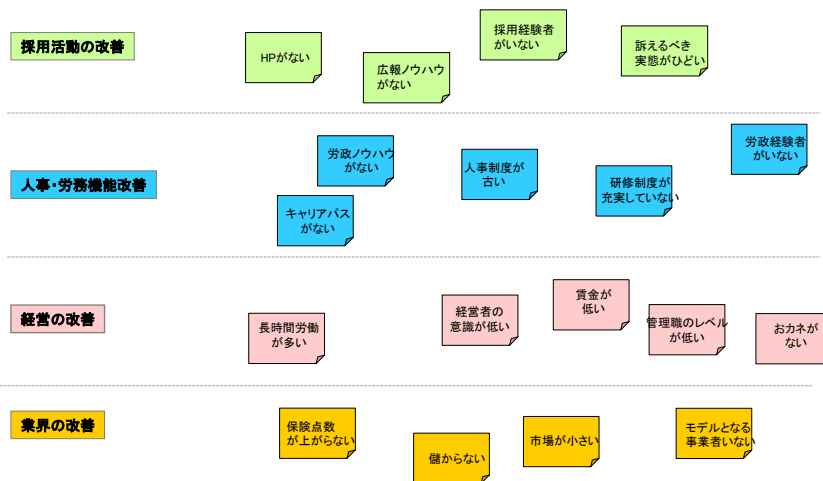 採用活動の改善
HPがない
広報ノウハウ
がない
採用経験者
がいない
訴えるべき
実態がひどい
人事・労務機能改善
労政ノウハウ
がない
キャリアパス
がない
人事制度が
古い
研修制度が
充実していない
労政経験者
がいない
経営の改善
長時間労働
が多い
経営者の
意識が低い
賃金が
低い
管理職のレベル
が低い
おカネが
ない
業界の改善
保険点数
が上がらない
儲からない
市場が小さい
モデルとなる
事業者いない